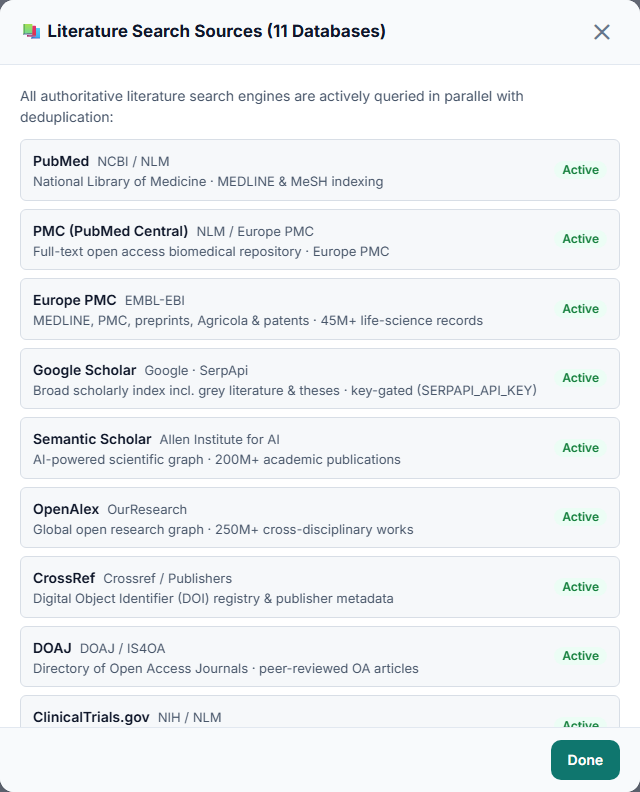 Literature Search Sources (11 Databases)
All authoritative literature search engines are actively queried in parallel with
deduplication:
PubMed NCBI / NLM
National Library of Medicine · MEDLINE & MeSH indexing
Active
PMC (PubMed Central) NLM / Europe PMC
Full-text open access biomedical repository · Europe PMC
Active
Europe PMC EMBL-EBI
MEDLINE, PMC, preprints, Agricola & patents · 45M+ life-science records
Active
Google Scholar Google · SerpApi
Broad scholarly index incl. grey literature & theses · key-gated (SERPAPI_API_KEY)
Active
Semantic Scholar Allen Institute for AI
AI-powered scientific graph · 200M+ academic publications
Active
OpenAlex OurResearch
Global open research graph · 250M+ cross-disciplinary works
Active
CrossRef Crossref / Publishers
Digital Object Identifier (DOI) registry & publisher metadata
Active
DOAJ DOAJ / IS4OA
Directory of Open Access Journals · peer-reviewed OA articles
Active
ClinicalTrials.gov NIH / NLM
Active
Done